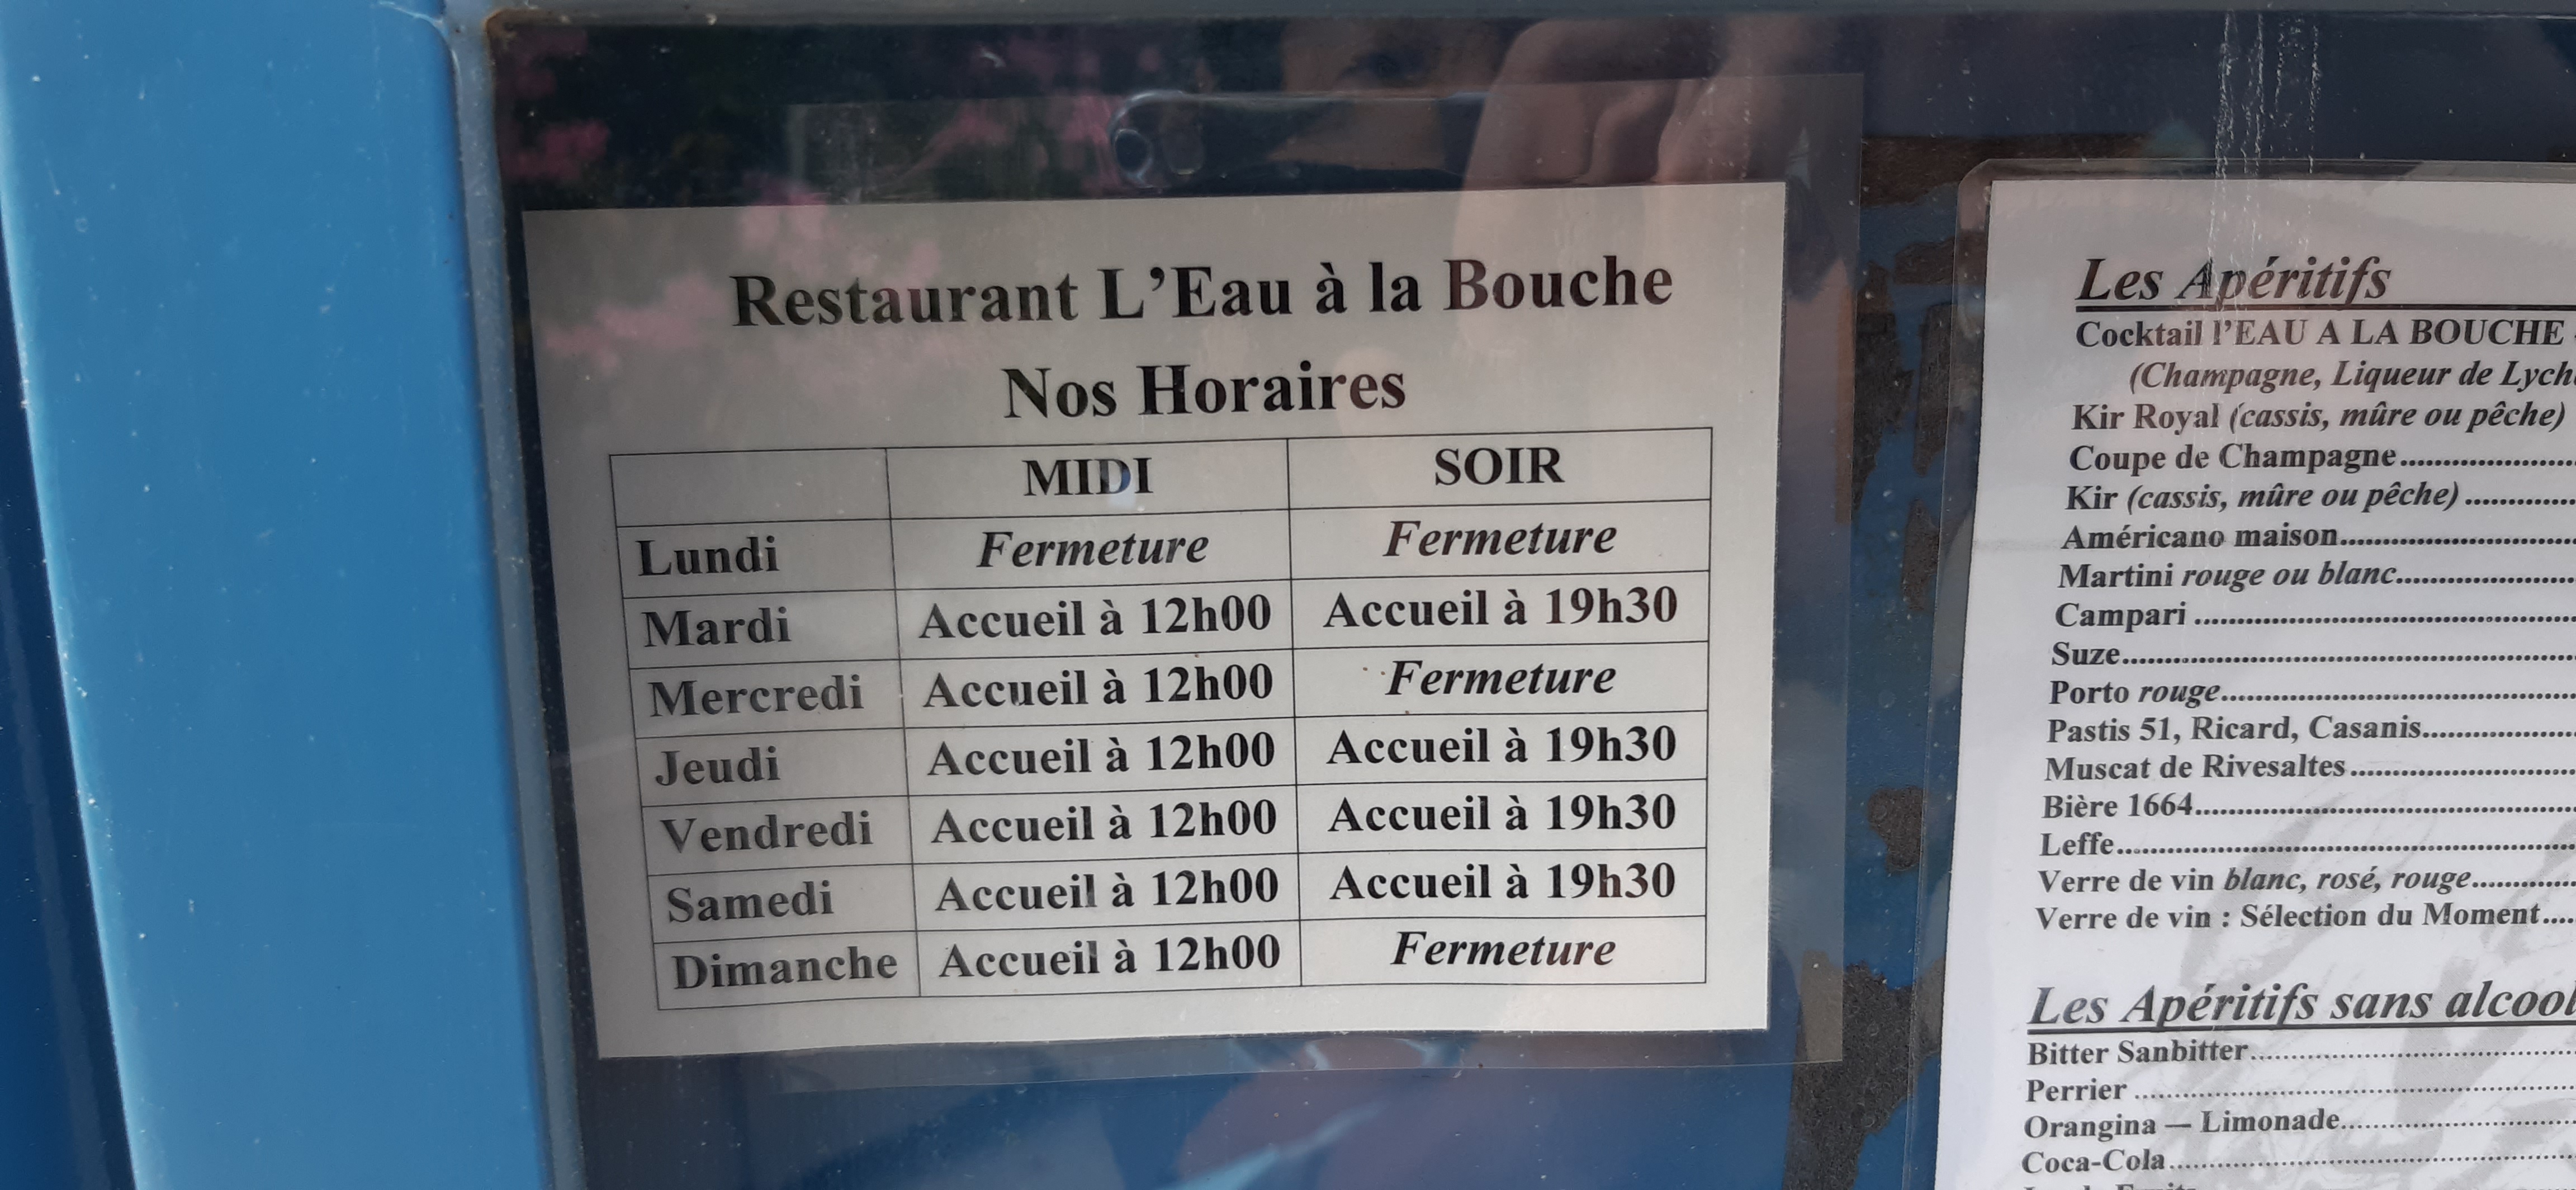 Restaurant L'Eau à la Bouche
Nos Horaires
MIDI SOIR
Lundi Fermeture Fermeture
Mardi Accueil à 12h00 Accueil à 19h30
Mercredi Accueil à 12h00 Fermeture
Jeudi Accueil à 12h00 Accueil à 19h30
Vendredi Accueil à 12h00 Accueil à 19h30
Samedi Accueil à 12h00 Accueil à 19h30
Dimanche Accueil à 12h00 Fermeture
Les Apéritifs
Cocktail l'EAU A LA BOUCHE
(Champagne, Liqueur de
Kir Royal (cassis, mûre ou pêche)
Coupe de Champagne
Kir (cassis, mûre ou pêche)
Américano maison
Martini rouge ou blanc
Campari
Suze
Porto rouge
Pastis 51, Ricard, Casanis
Muscat de Rivesaltes
Bière 1664
Leffe
Verre de vin blanc, rosé, rouge
Verre de vin : Sélection du Moment
Les Apéritifs sans alcool
Bitter Sanbitter
Perrier
Orangina — Limonade
Coca-Cola